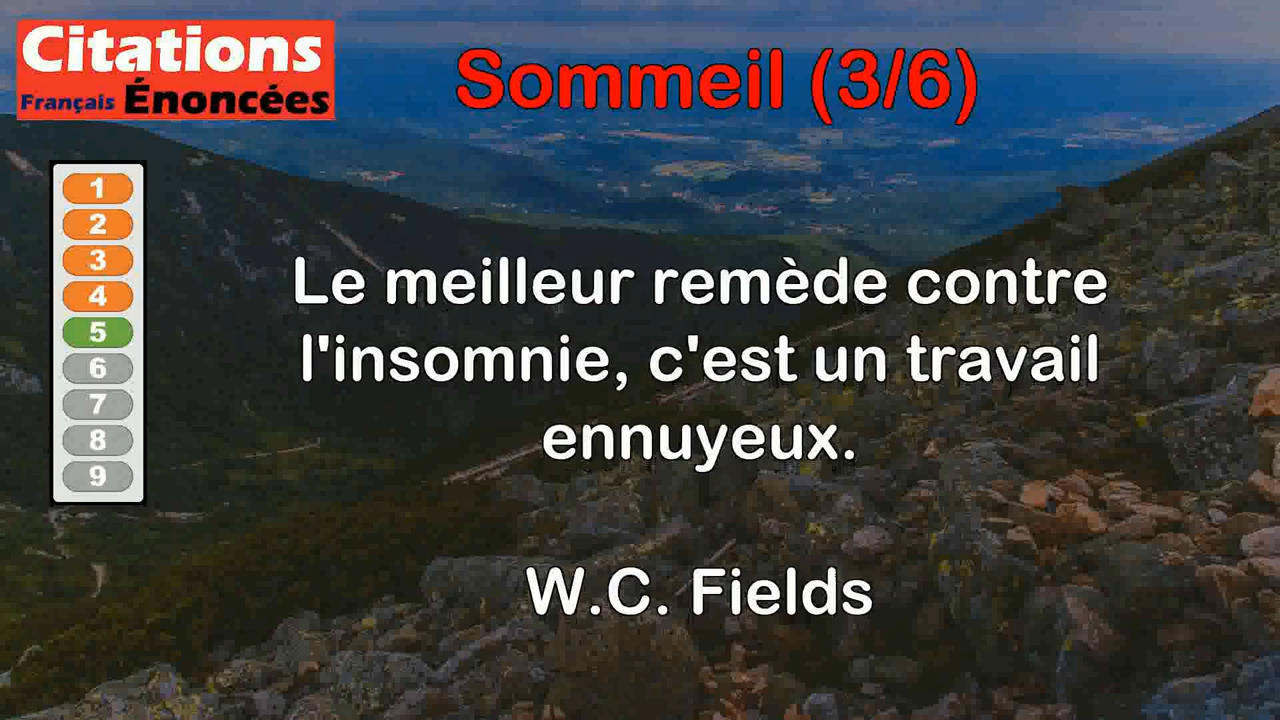 Citations
Français Énoncées
Sommeil (3/6)
1
2
3
4
5
6
7
8
9
Le meilleur remède contre
l'insomnie, c'est un travail
ennuyeux.
W.C. Fields